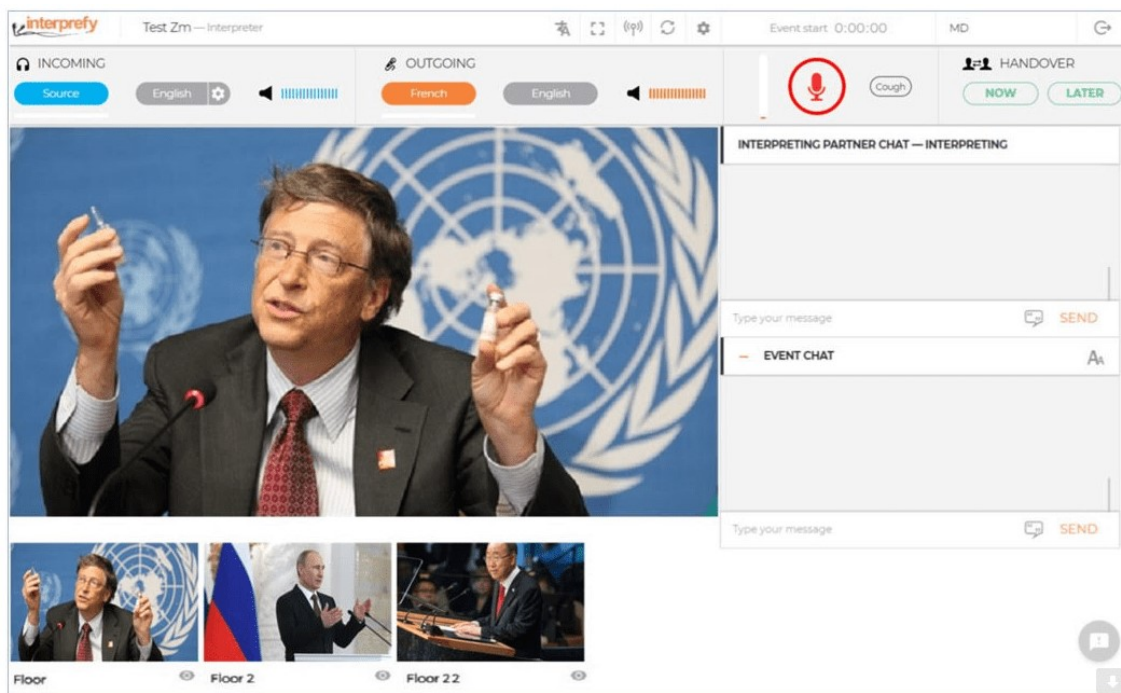 interprefy
Test Zm — Interpreter
Event start 0:00:00
MD
INCOMING
Source
English
OUTGOING
French
English
Cough
HANDOVER
NOW
LATER
INTERPRETING PARTNER CHAT — INTERPRETING
Type your message
SEND
EVENT CHAT
AA
Type your message
SEND
Floor
Floor 2
Floor 22